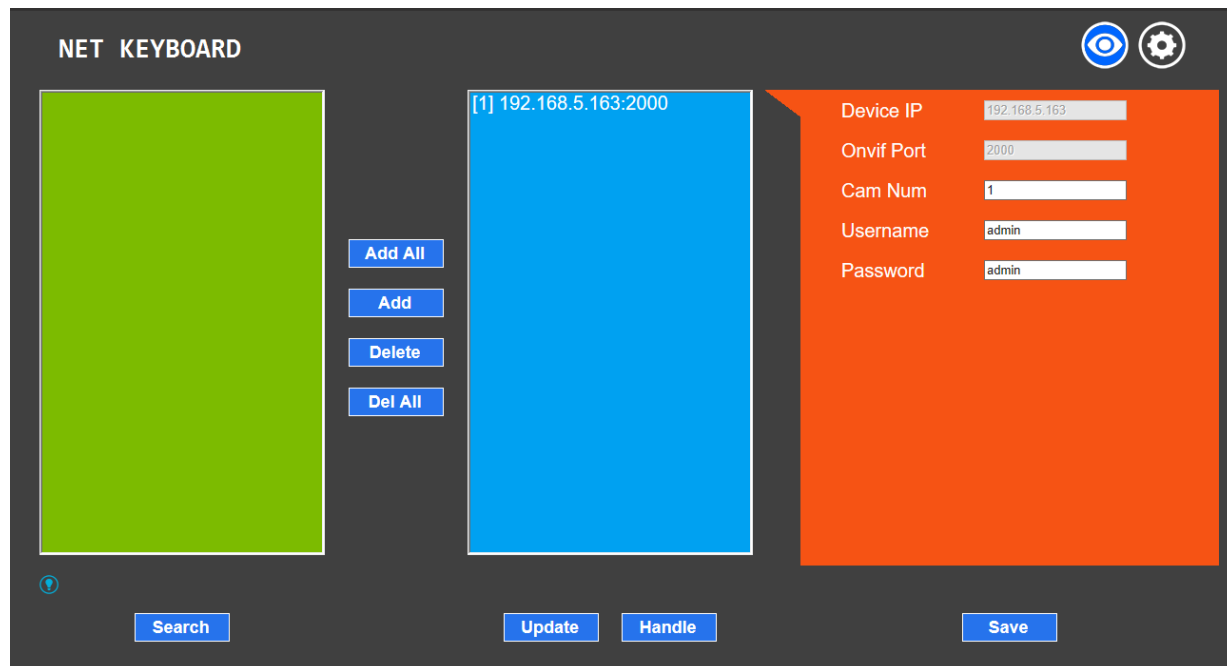 NET KEYBOARD
[1] 192.168.5.163:2000
Device IP 192.168.5.163
Onvif Port 2000
Cam Num 1
Username admin
Password admin
Add All
Add
Delete
Del All
Search
Update
Handle
Save